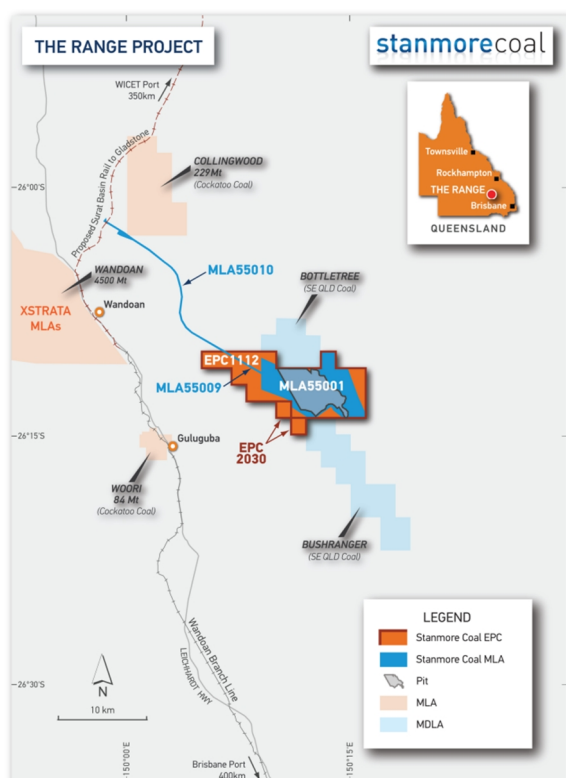 THE RANGE PROJECT
stanmorecoal
WICET Port
350km
Proposed Surat Basin Rail to Gladstone
COLLINGWOOD
229Mt
(Cockatoo Coal)
Townsville
Rockhampton
THE RANGE
Brisbane
QUEENSLAND
-26°00'S
WANDOAN
4500 Mt
MLA55010
BOTTLETREE
(SE QLD Coal)
XSTRATA
MLAs
Wandoan
EPC1112
MLA55009
MLA55001
-26°15'S
Guluguba
EPC
2030
WOORI
84 Mt
(Cockatoo Coal)
BUSHRANGER
(SE QLD Coal)
LEGEND
Stanmore Coal EPC
Stanmore Coal MLA
Pit
MLA
MDLA
Wandoan Branch Line
LEICHHARDT HWY
N
-26°30'S
10 km
-150°00'E
-150°15'E
Brisbane Port
400km